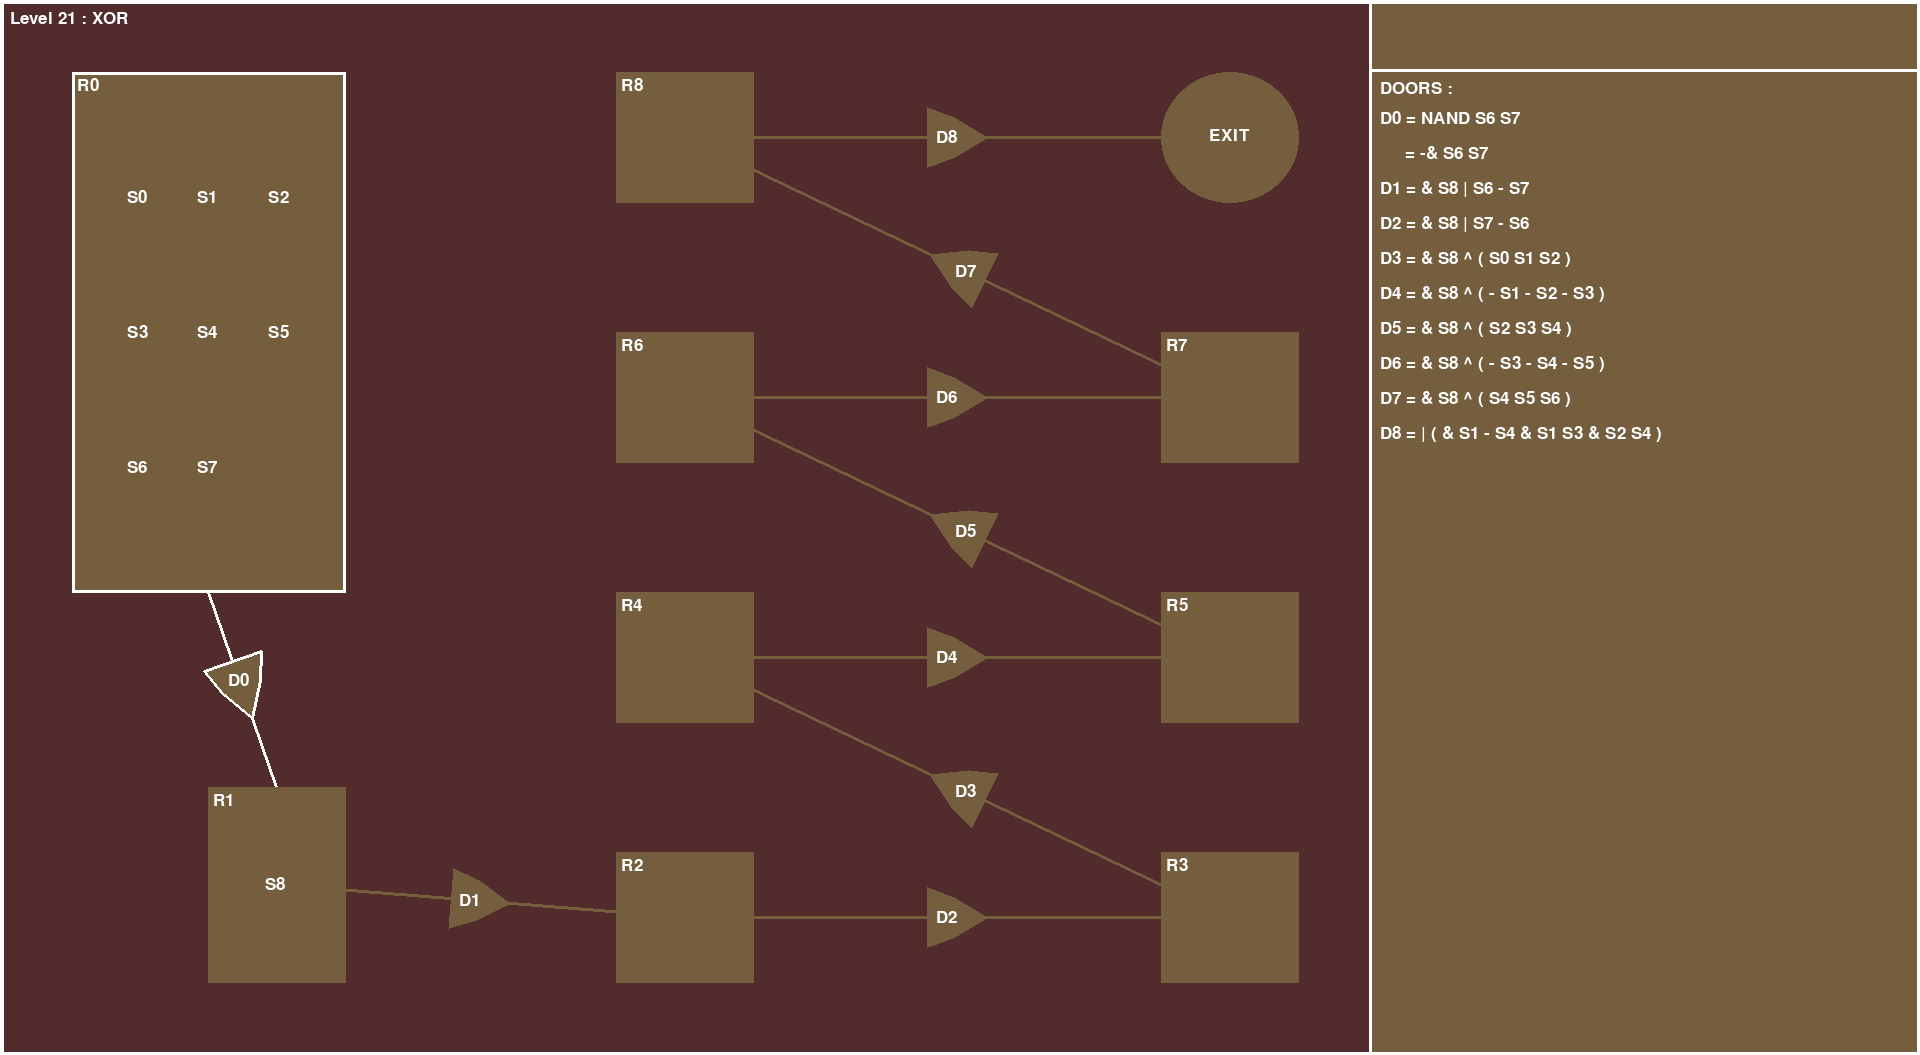 Level 21 : XOR
R0
S0 S1 S2
S3 S4 S5
S6 S7
D0
R1
S8
D1
R8
D8
EXIT
D7
R6
D6
R7
D5
R4
D4
R5
D3
R2
D2
R3
DOORS :
D0 = NAND S6 S7
= -& S6 S7
D1 = & S8 | S6 - S7
D2 = & S8 | S7 - S6
D3 = & S8 ^ ( S0 S1 S2 )
D4 = & S8 ^ ( - S1 - S2 - S3 )
D5 = & S8 ^ ( S2 S3 S4 )
D6 = & S8 ^ ( - S3 - S4 - S5 )
D7 = & S8 ^ ( S4 S5 S6 )
D8 = | ( & S1 - S4 & S1 S3 & S2 S4 )